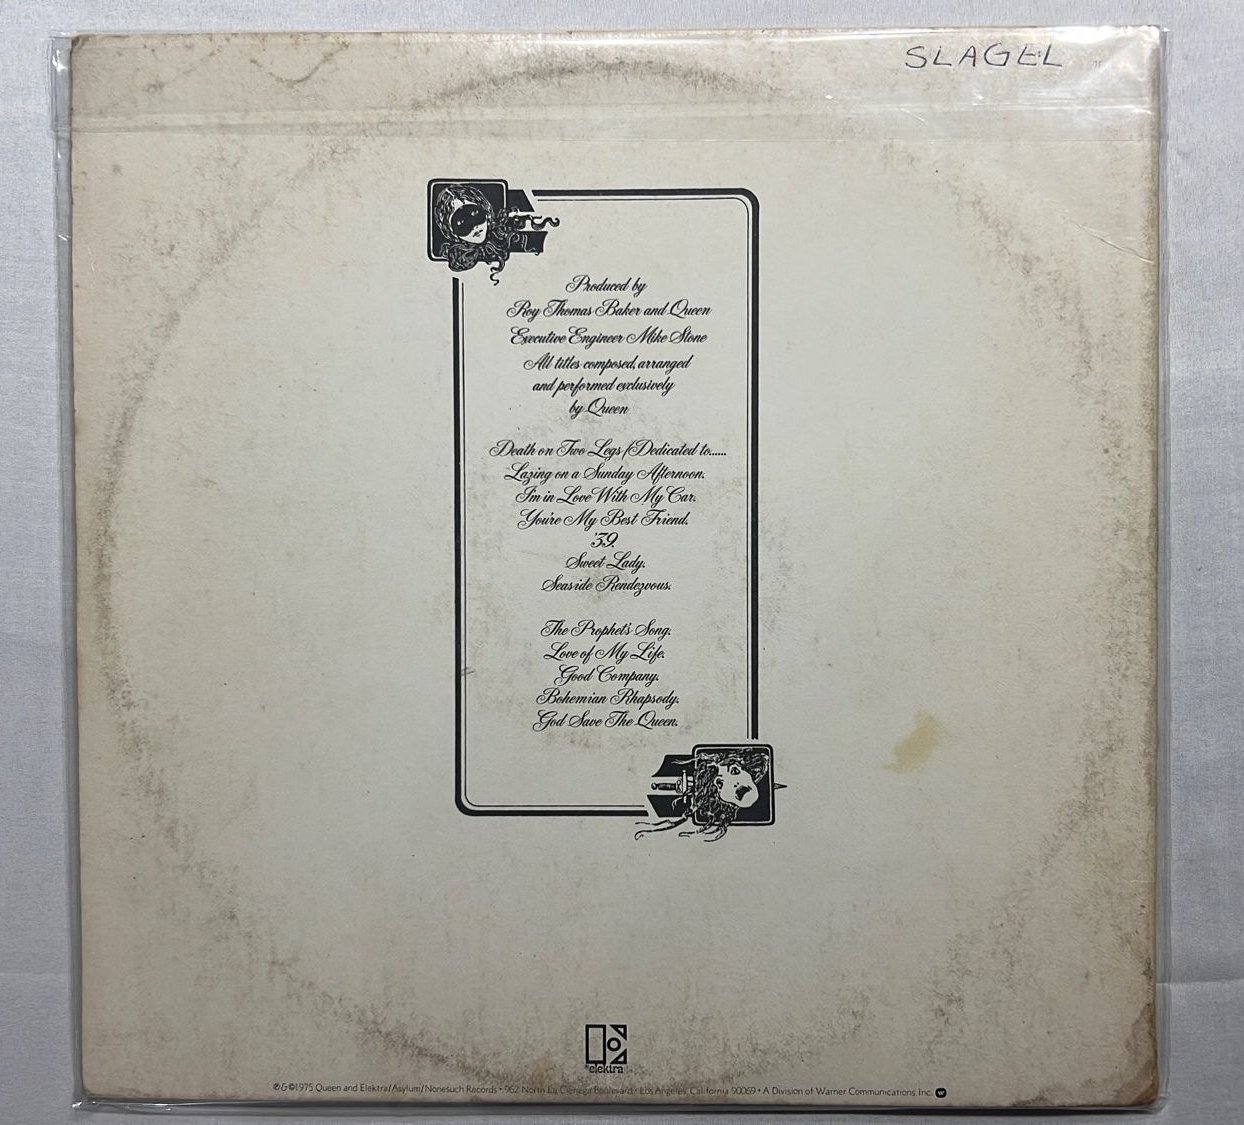 SLAGEL
Produced by
Roy Thomas Baker and Queen
Executive Engineer Mike Stone
All titles composed, arranged
and performed exclusively
by Queen
Death on Two Legs (Dedicated to......
Lazing on a Sunday Afternoon.
I'm in Love With My Car.
You're My Best Friend.
'39.
Sweet Lady.
Seaside Rendezvous.
The Prophet's Song.
Love of My Life.
Good Company.
Bohemian Rhapsody.
God Save The Queen.
elektra
℗&©1975 Queen and Elektra/Asylum/Nonesuch Records • 962 North La Cienega Boulevard • Los Angeles, California 90069 • A Division of Warner Communications Inc.